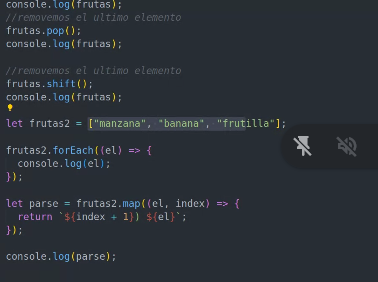 console.log(frutas);
//removemos el ultimo elemento
frutas.pop();
console.log(frutas);
//removemos el ultimo elemento
frutas.shift();
console.log(frutas);
let frutas2 = ["manzana", "banana", "frutilla"];
frutas2.forEach((el) => {
console.log(el);
});
let parse = frutas2.map((el, index) => {
return `${index + 1}) ${el}`;
});
console.log(parse);